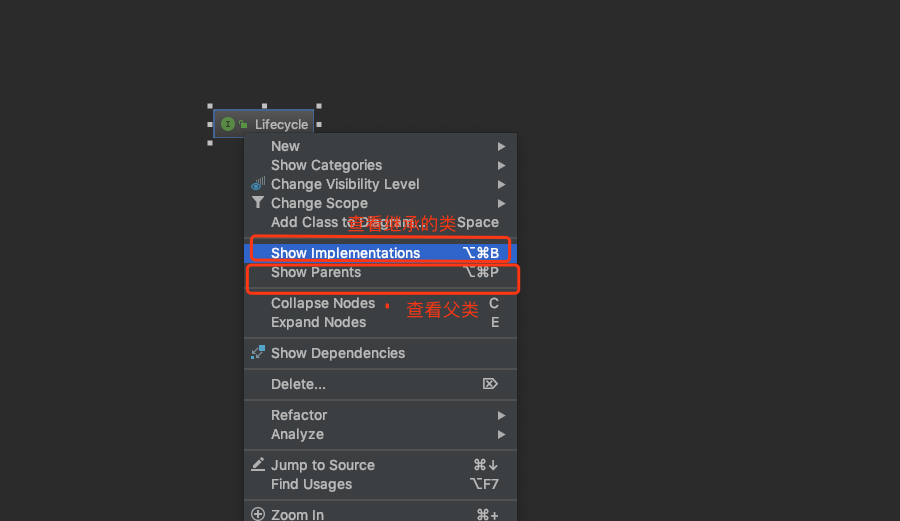 Lifecycle
New
Show Categories
Change Visibility Level
Change Scope
Add Class to Diagram... Space
查看继承的类
Show Implementations ⌥⌘B
Show Parents ⌥⌘P
Collapse Nodes C
查看父类
Expand Nodes E
Show Dependencies
Delete... ⌦
Refactor
Analyze
Jump to Source ⌘↓
Find Usages ⌥F7
Zoom In ⌘+